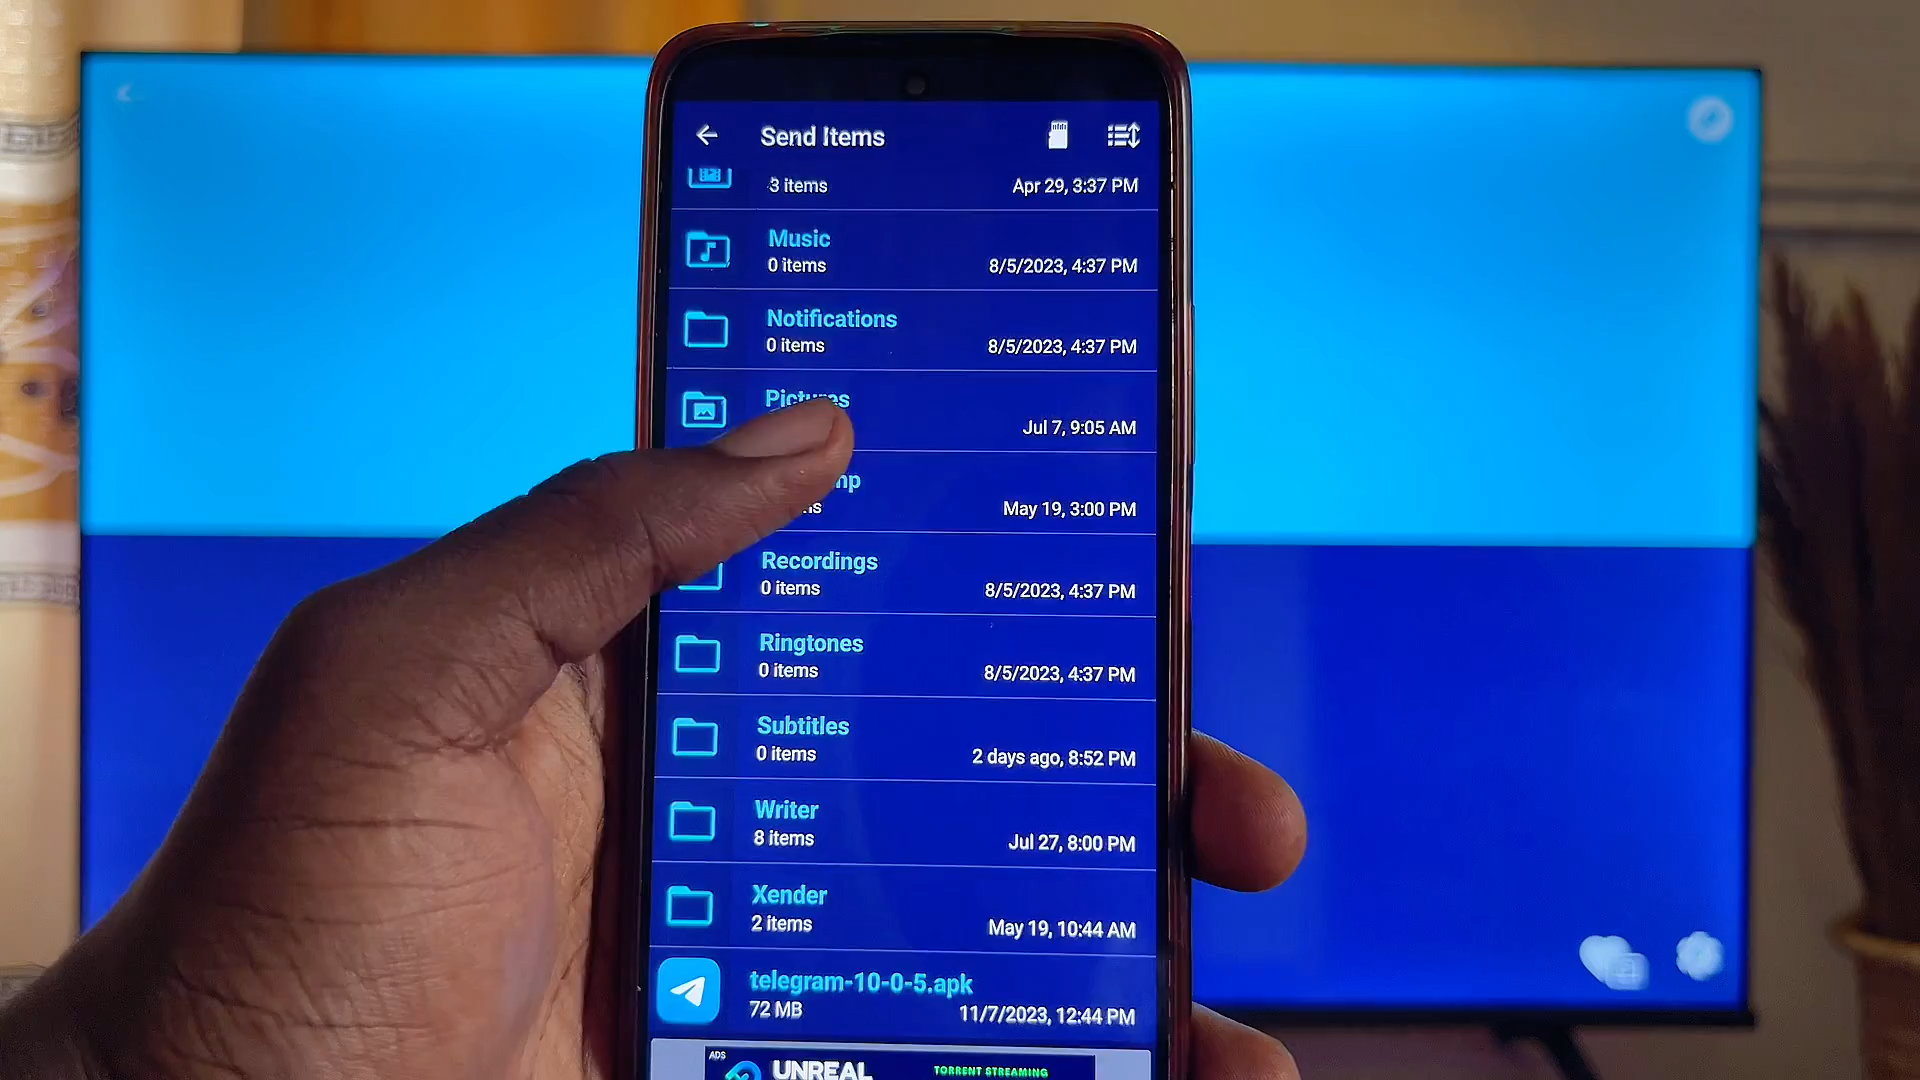 Send Items
3 items
Apr 29, 3:37 PM
Music
0 items
8/5/2023, 4:37 PM
Notifications
0 items
8/5/2023, 4:37 PM
Pictures
Jul 7, 9:05 AM
May 19, 3:00 PM
Recordings
0 items
8/5/2023, 4:37 PM
Ringtones
0 items
8/5/2023, 4:37 PM
Subtitles
0 items
2 days ago, 8:52 PM
Writer
8 items
Jul 27, 8:00 PM
Xender
2 items
May 19, 10:44 AM
telegram-10-0-5.apk
72 MB
11/7/2023, 12:44 PM
ADS
UNREAL
TORRENT STREAMING